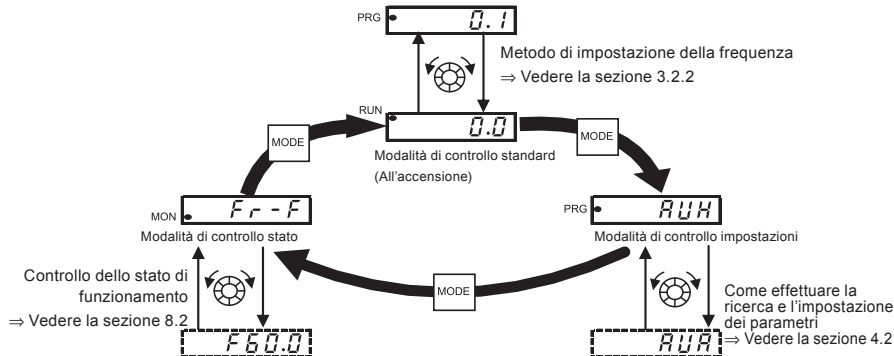 PRG
0.1
Metodo di impostazione della frequenza
⇒ Vedere la sezione 3.2.2
RUN
0.0
MODE
MODE
Modalità di controllo standard
(All'accensione)
MON
Fr-F
Modalità di controllo stato
PRG
AUH
Modalità di controllo impostazioni
Controllo dello stato di
funzionamento
⇒ Vedere la sezione 8.2
MODE
Come effettuare la
ricerca e l'impostazione
dei parametri
⇒ Vedere la sezione 4.2
F60.0
AUA